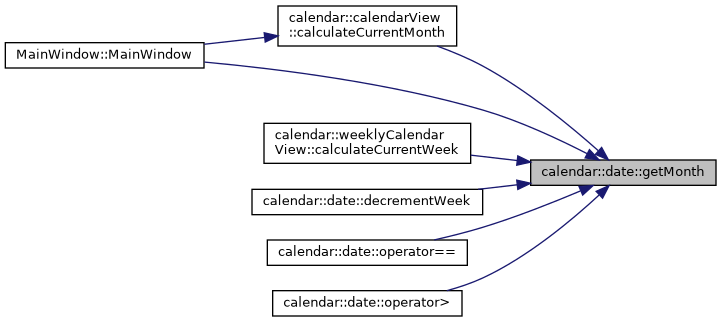 calendar::calendarView
::calculateCurrentMonth
MainWindow::MainWindow
calendar::weeklyCalendar
View::calculateCurrentWeek
calendar::date::getMonth
calendar::date::decrementWeek
calendar::date::operator==
calendar::date::operator>